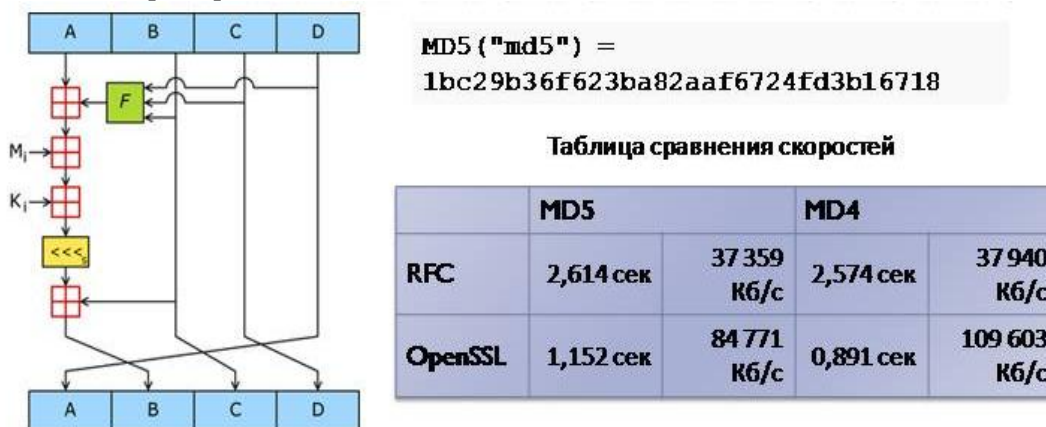 A B C D
F
Mᵢ
Kᵢ
<<<ₛ
A B C D
MD5("md5") =
1bc29b36f623ba82aaf6724fd3b16718
Таблица сравнения скоростей
MD5 MD4
RFC 2,614 сек 37 359 Кб/с 2,574 сек 37 940 Кб/с
OpenSSL 1,152 сек 84 771 Кб/с 0,891 сек 109 603 Кб/с